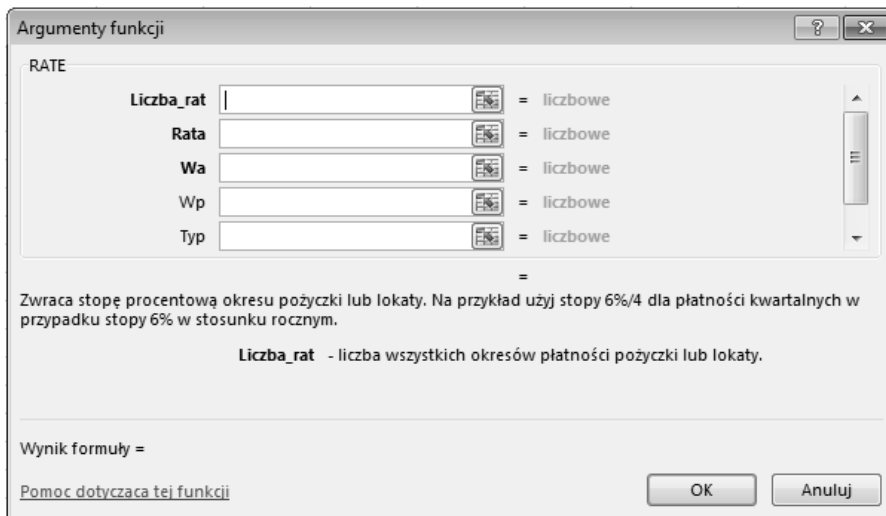 Argumenty funkcji
RATE
Liczba_rat = liczbowe
Rata = liczbowe
Wa = liczbowe
Wp = liczbowe
Typ = liczbowe
=
Zwraca stopę procentową okresu pożyczki lub lokaty. Na przykład użyj stopy 6%/4 dla płatności kwartalnych w
przypadku stopy 6% w stosunku rocznym.
Liczba_rat - liczba wszystkich okresów płatności pożyczki lub lokaty.
Wynik formuły =
Pomoc dotycząca tej funkcji
OK Anuluj